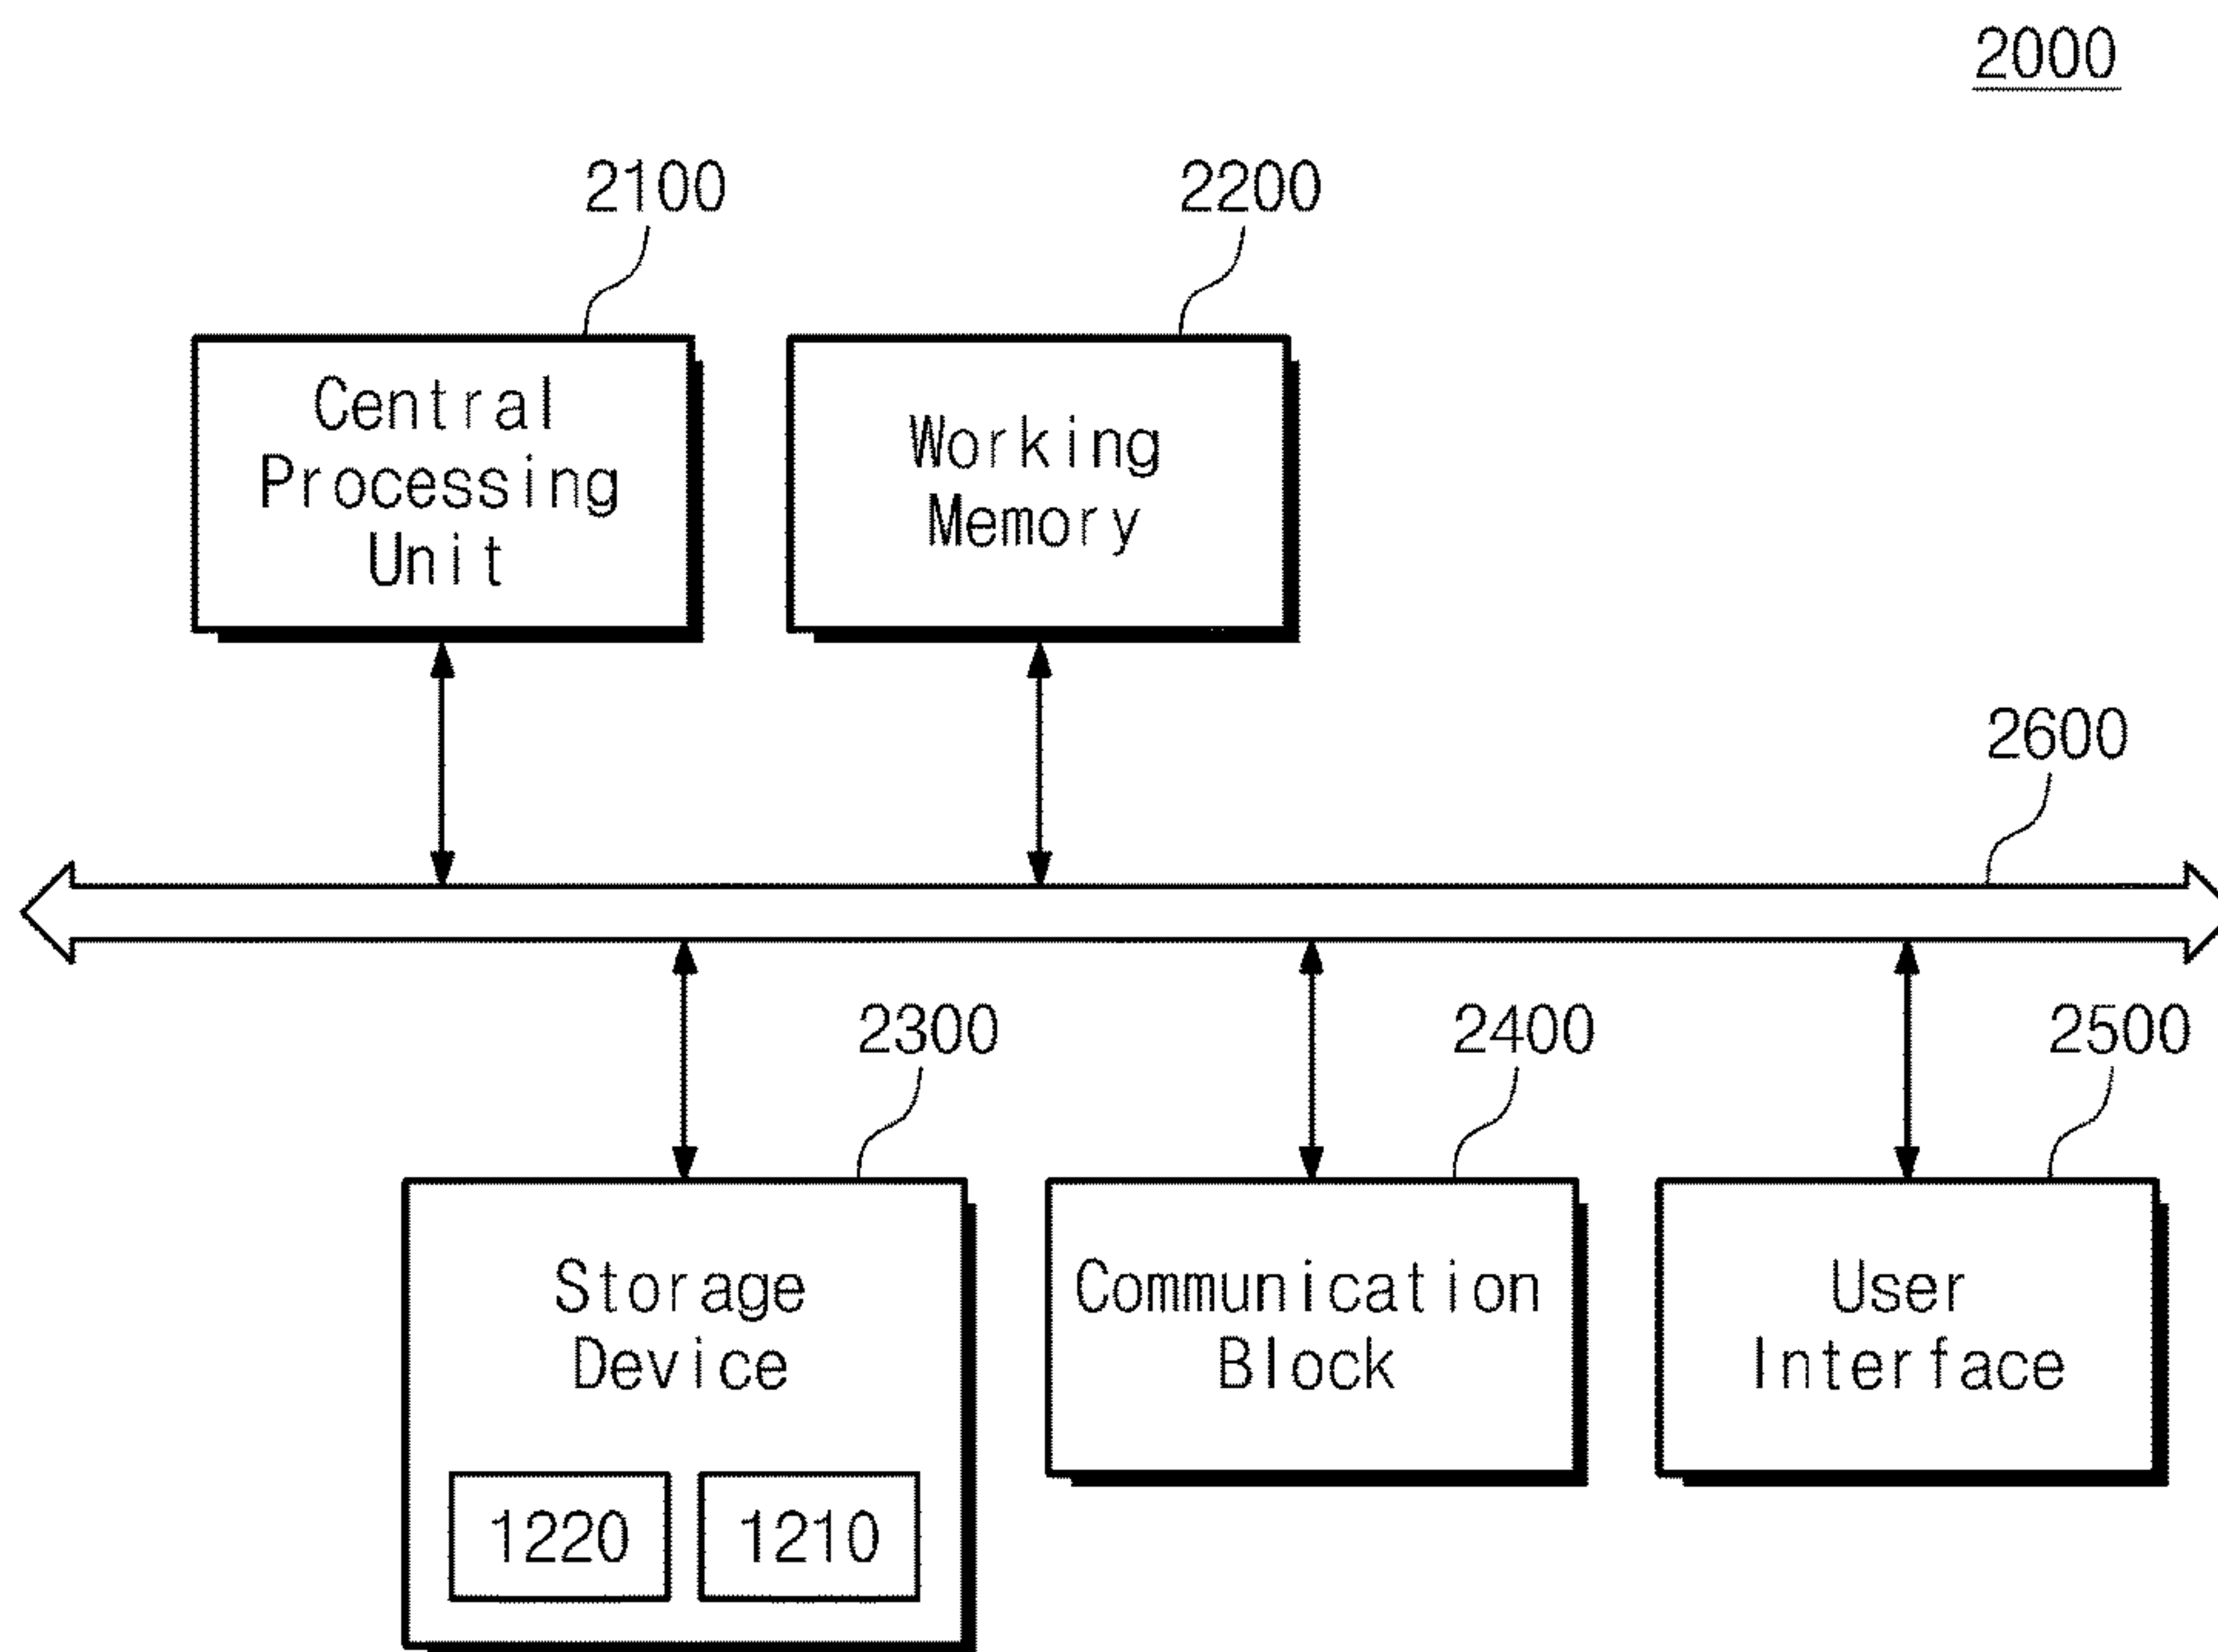 2000
2100
2200
Central
Processing
Unit
Working
Memory
2600
2300
2400
2500
Storage
Device
Communication
Block
User
Interface
1220
1210